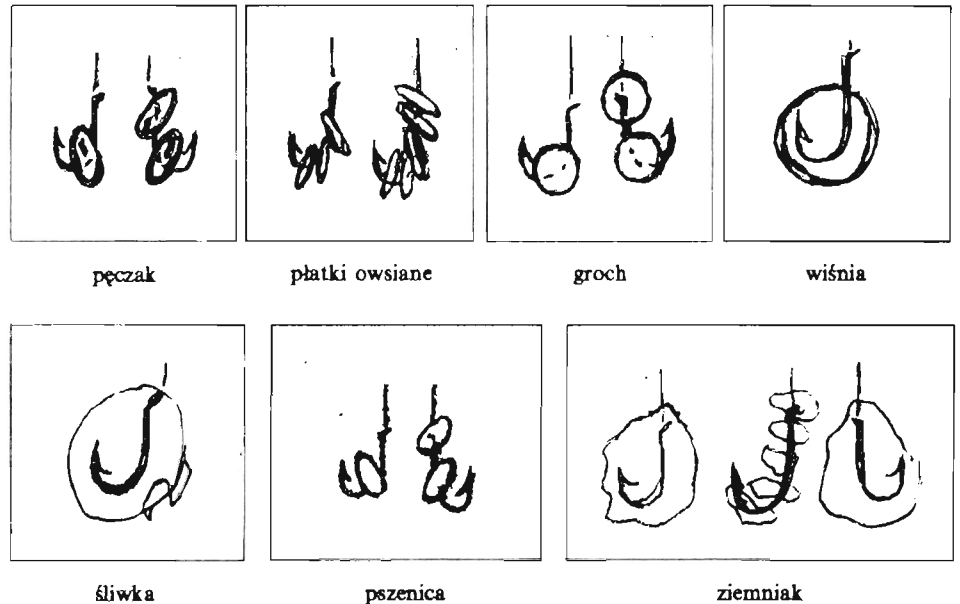 pęczak
płatki owsiane
groch
wiśnia
śliwka
pszenica
ziemniak